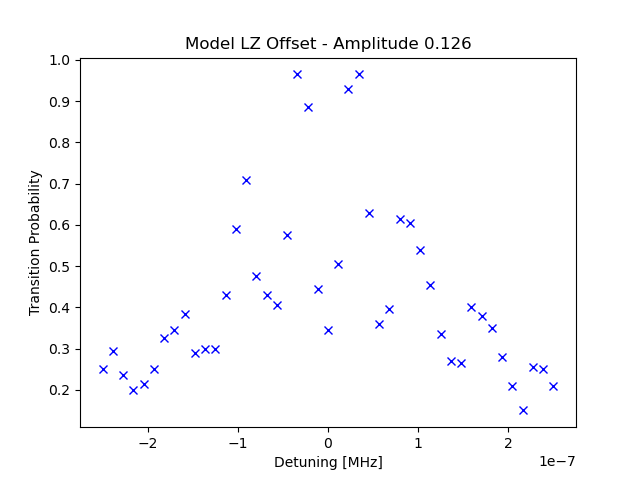 Model LZ Offset - Amplitude 0.126
Transition Probability
1.0
0.9
0.8
0.7
0.6
0.5
0.4
0.3
0.2
−2 −1 0 1 2
Detuning [MHz]
1e−7